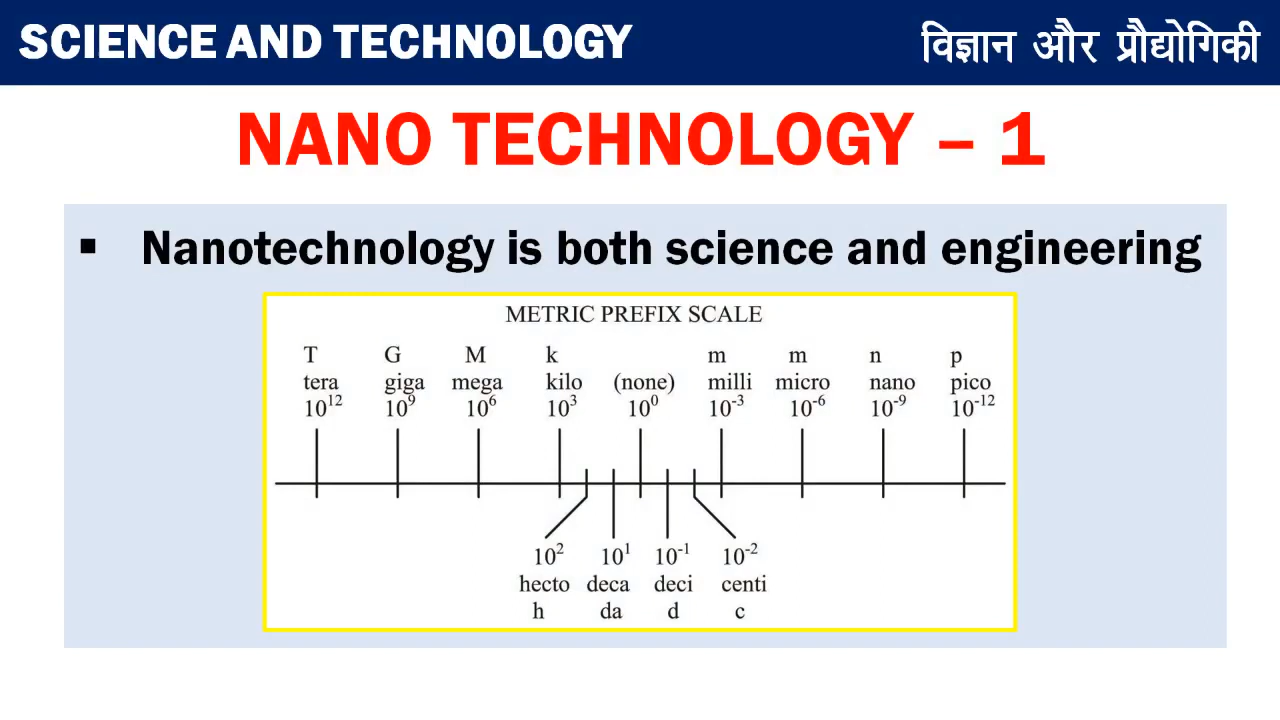 SCIENCE AND TECHNOLOGY विज्ञान और प्रौद्योगिकी
NANO TECHNOLOGY – 1
▪ Nanotechnology is both science and engineering
METRIC PREFIX SCALE
T G M k m m n p
tera giga mega kilo (none) milli micro nano pico
10¹² 10⁹ 10⁶ 10³ 10⁰ 10⁻³ 10⁻⁶ 10⁻⁹ 10⁻¹²
10² 10¹ 10⁻¹ 10⁻²
hecto deca deci centi
h da d c